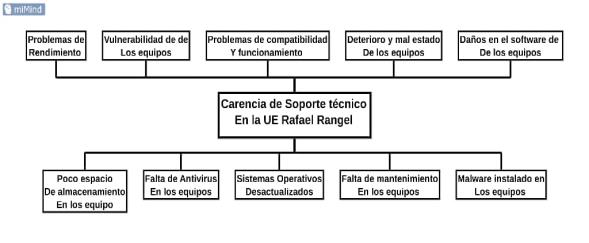 miMind
Problemas de
Rendimiento
Vulnerabilidad de de
Los equipos
Problemas de compatibilidad
Y funcionamiento
Deterioro y mal estado
De los equipos
Daños en el software de
De los equipos
Carencia de Soporte técnico
En la UE Rafael Rangel
Poco espacio
De almacenamiento
En los equipo
Falta de Antivirus
En los equipos
Sistemas Operativos
Desactualizados
Falta de mantenimiento
En los equipos
Malware instalado en
Los equipos